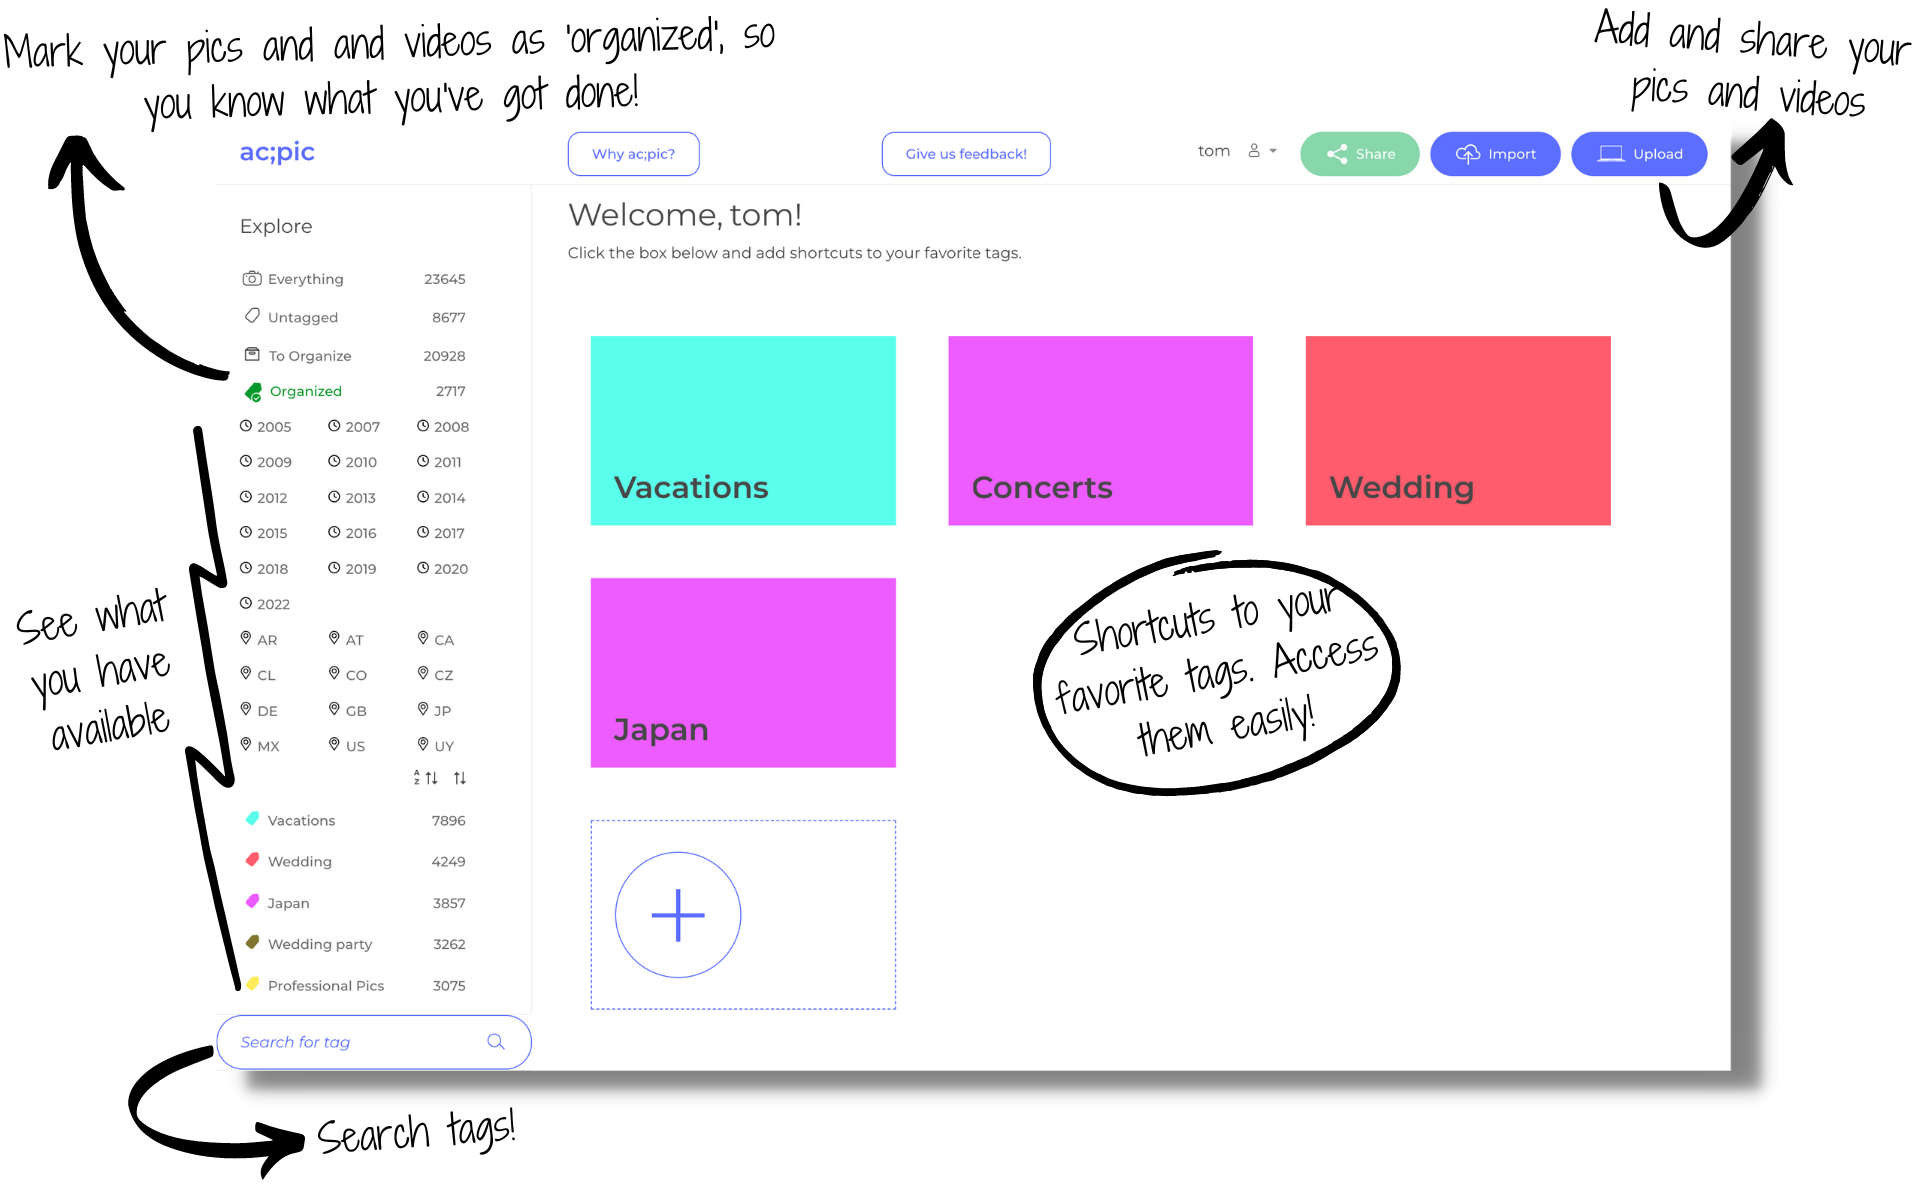 Mark your pics and and videos as 'organized', so
you know what you've got done!
Add and share your
pics and videos
ac;pic
Why ac;pic?
Give us feedback!
tom
Share
Import
Upload
Explore
Everything 23645
Untagged 8677
To Organize 20928
Organized 2717
2005 2007 2008
2009 2010 2011
2012 2013 2014
2015 2016 2017
2018 2019 2020
2022
AR AT CA
CL CO CZ
DE GB JP
MX US UY
A
Z
Vacations 7896
Wedding 4249
Japan 3857
Wedding party 3262
Professional Pics 3075
Search for tag
See what
you have
available
Search tags!
Welcome, tom!
Click the box below and add shortcuts to your favorite tags.
Vacations
Concerts
Wedding
Japan
Shortcuts to your
favorite tags. Access
them easily!